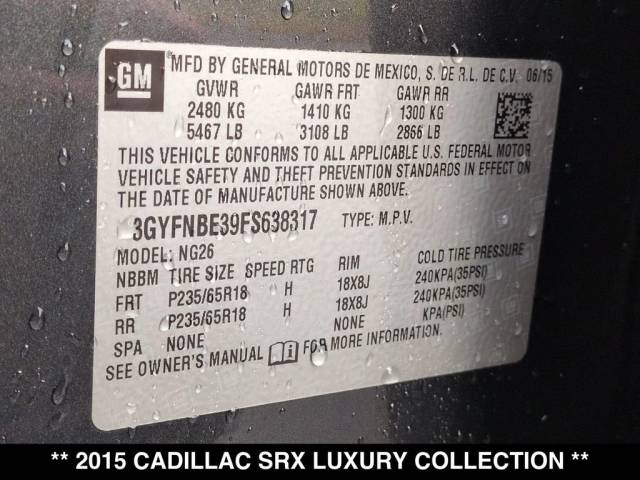 GM
MFD BY GENERAL MOTORS DE MEXICO, S. DE R.L. DE C.V. 06/15
GVWR GAWR FRT GAWR RR
2480 KG 1410 KG 1300 KG
5467 LB 3108 LB 2866 LB
THIS VEHICLE CONFORMS TO ALL APPLICABLE U.S. FEDERAL MOTOR
VEHICLE SAFETY AND THEFT PREVENTION STANDARDS IN EFFECT ON
THE DATE OF MANUFACTURE SHOWN ABOVE.
3GYFNBE39FS638317 TYPE: M.P.V.
MODEL: NG26
NBBM TIRE SIZE SPEED RTG RIM COLD TIRE PRESSURE
FRT P235/65R18 H 18X8J 240KPA(35PSI)
RR P235/65R18 H 18X8J 240KPA(35PSI)
SPA NONE NONE KPA(PSI)
SEE OWNER'S MANUAL FOR MORE INFORMATION.
** 2015 CADILLAC SRX LUXURY COLLECTION **